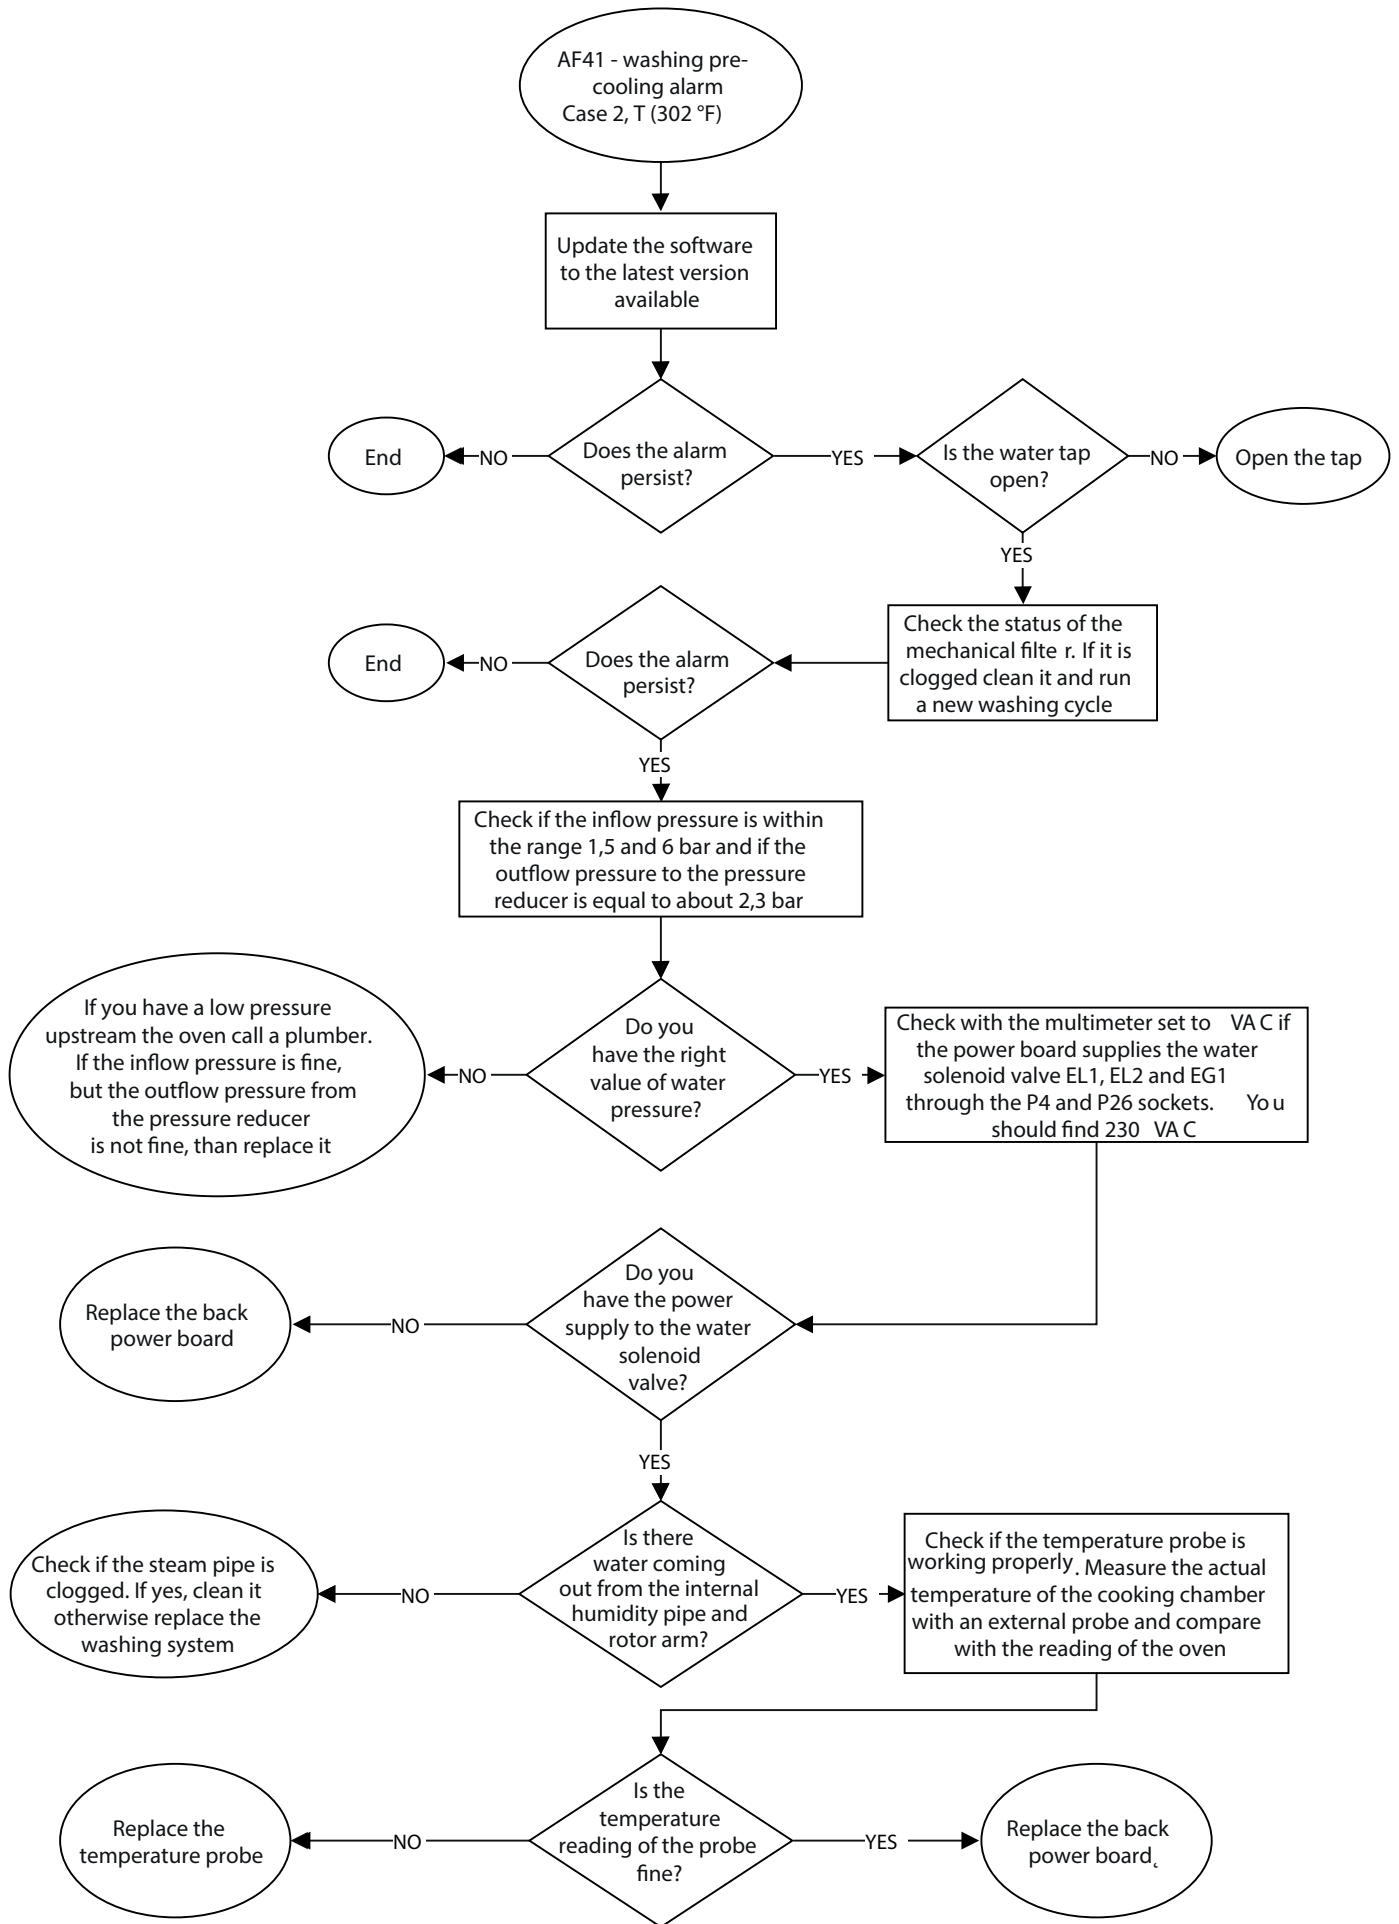 AF41 - washing pre-
cooling alarm
Case 2, T (302 °F)
Update the software
to the latest version
available
Does the alarm
persist?
NO
End
YES
Is the water tap
open?
NO
Open the tap
YES
Check the status of the
mechanical filte r. If it is
clogged clean it and run
a new washing cycle
Does the alarm
persist?
NO
End
YES
Check if the inflow pressure is within
the range 1,5 and 6 bar and if the
outflow pressure to the pressure
reducer is equal to about 2,3 bar
Do you
have the right
value of water
pressure?
NO
If you have a low pressure
upstream the oven call a plumber.
If the inflow pressure is fine,
but the outflow pressure from
the pressure reducer
is not fine, than replace it
YES
Check with the multimeter set to VA C if
the power board supplies the water
solenoid valve EL1, EL2 and EG1
through the P4 and P26 sockets. Yo u
should find 230 VA C
Do you
have the power
supply to the water
solenoid
valve?
NO
Replace the back
power board
YES
Is there
water coming
out from the internal
humidity pipe and
rotor arm?
NO
Check if the steam pipe is
clogged. If yes, clean it
otherwise replace the
washing system
YES
Check if the temperature probe is
working properly. Measure the actual
temperature of the cooking chamber
with an external probe and compare
with the reading of the oven
Is the
temperature
reading of the probe
fine?
NO
Replace the
temperature probe
YES
Replace the back
power board